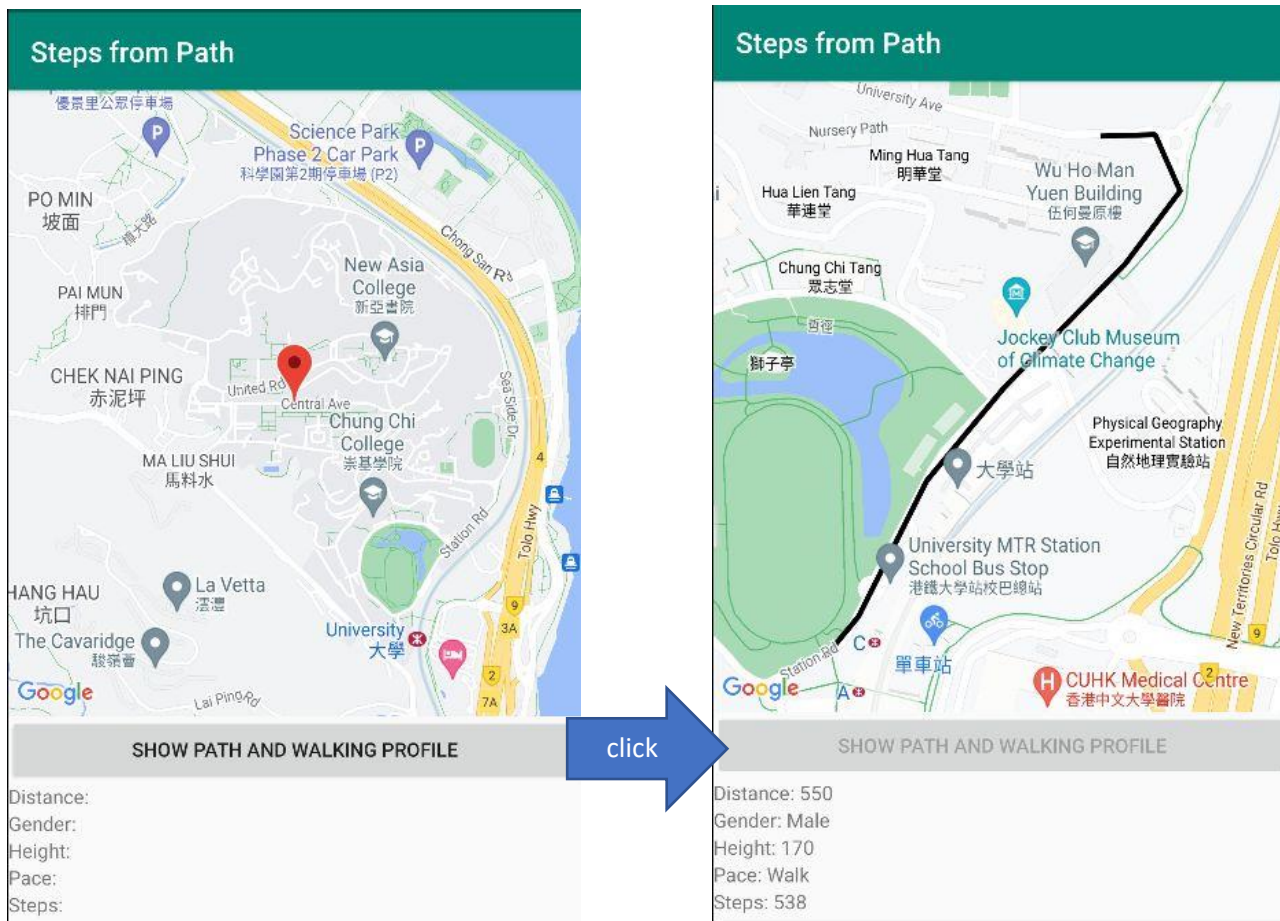 Steps from Path
優景里公眾停車場
Science Park
Phase 2 Car Park
科學園第2期停車場 (P2)
PO MIN
坡面
樟大路
Chong San R
New Asia
College
新亞書院
PAI MUN
排門
CHEK NAI PING
赤泥坪
United Rd
Central Ave
Sea Side Dr
Chung Chi
College
崇基學院
MA LIU SHUI
馬料水
4
Station Rd
Tolo Hwy
HANG HAU
坑口
La Vetta
澐灃
The Cavaridge
駿嶺薈
University
大學
9
3A
2
7A
Google
Lai Ping Rd
SHOW PATH AND WALKING PROFILE
Distance:
Gender:
Height:
Pace:
Steps:
click
Steps from Path
University Ave
Nursery Path
Ming Hua Tang
明華堂
Wu Ho Man
Yuen Building
伍何曼原樓
Hua Lien Tang
華連堂
Chung Chi Tang
眾志堂
Jockey Club Museum
of Climate Change
獅子亭
Physical Geography
Experimental Station
自然地理實驗站
大學站
University MTR Station
School Bus Stop
港鐵大學站校巴總站
New Territories Circular Rd
Tolo Hwy
9
Station Rd
C
單車站
2
Google
A
H
CUHK Medical Centre
香港中文大學醫院
SHOW PATH AND WALKING PROFILE
Distance: 550
Gender: Male
Height: 170
Pace: Walk
Steps: 538